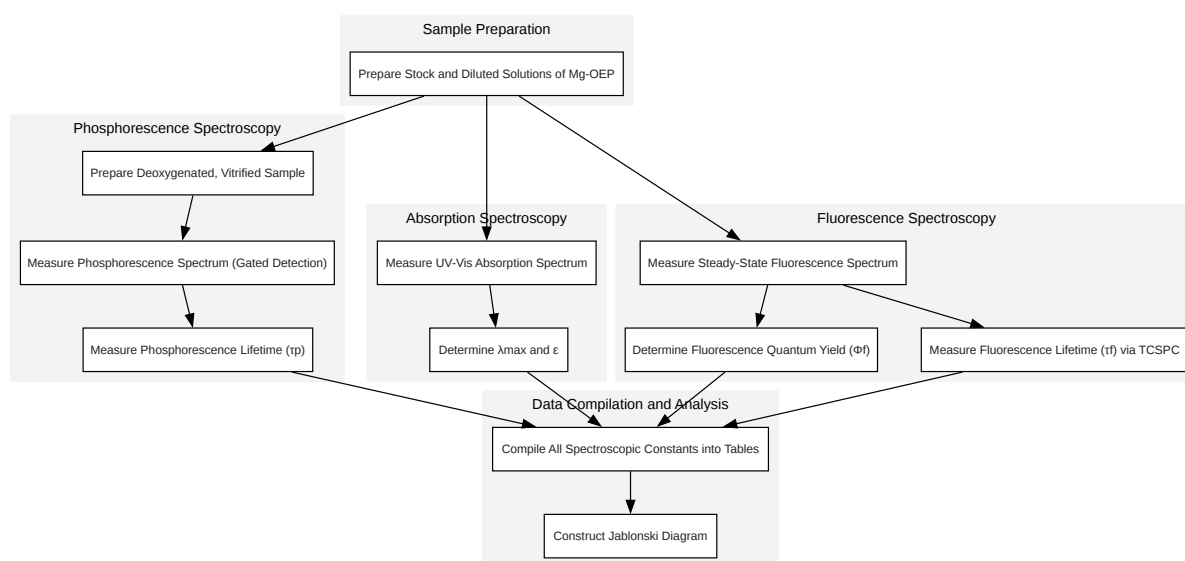 Sample Preparation
Prepare Stock and Diluted Solutions of Mg-OEP
Phosphorescence Spectroscopy
Prepare Deoxygenated, Vitrified Sample
Measure Phosphorescence Spectrum (Gated Detection)
Measure Phosphorescence Lifetime (τp)
Absorption Spectroscopy
Measure UV-Vis Absorption Spectrum
Determine λmax and ε
Fluorescence Spectroscopy
Measure Steady-State Fluorescence Spectrum
Determine Fluorescence Quantum Yield (Φf)
Measure Fluorescence Lifetime (τf) via TCSPC
Data Compilation and Analysis
Compile All Spectroscopic Constants into Tables
Construct Jablonski Diagram